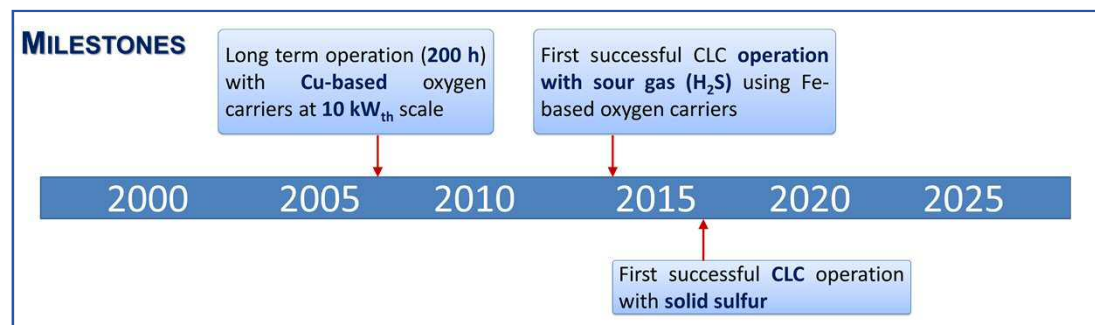 MILESTONES
Long term operation (200 h)
with Cu-based oxygen
carriers at 10 kWth scale
First successful CLC operation
with sour gas (H2S) using Fe-
based oxygen carriers
2000 2005 2010 2015 2020 2025
First successful CLC operation
with solid sulfur